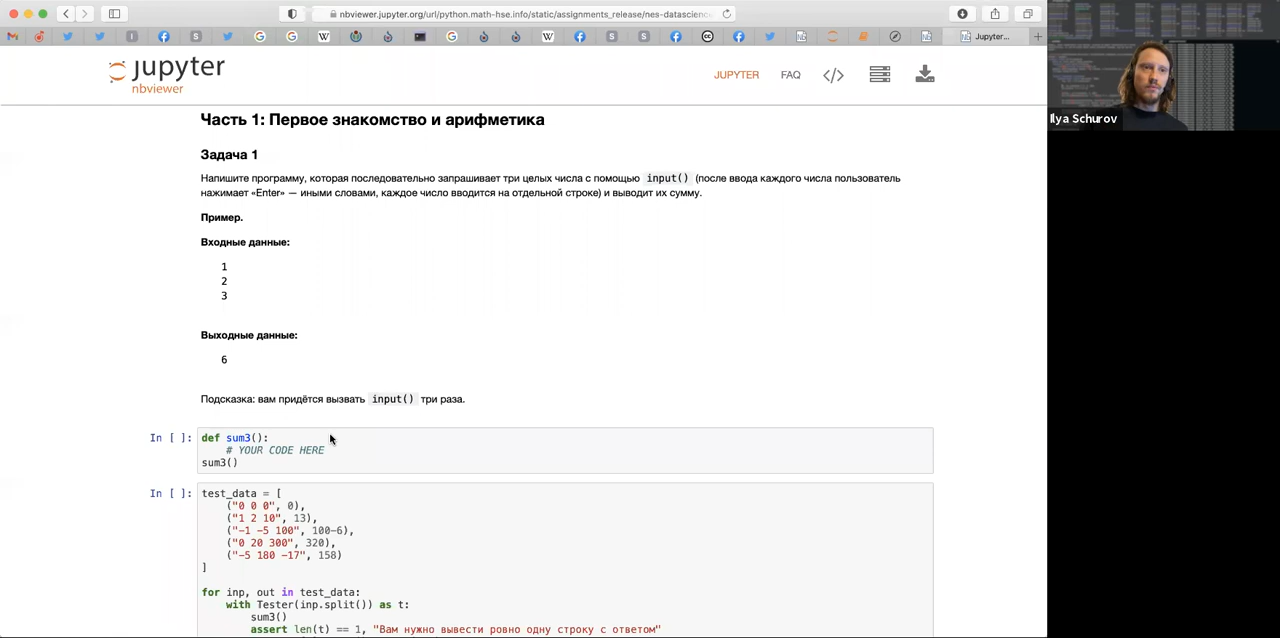 nbviewer.jupyter.org/url/python.math-hse.info/static/assignments_release/nes-datascienc
Jupyter...
jupyter
nbviewer
JUPYTER
FAQ
Ilya Schurov
Часть 1: Первое знакомство и арифметика
Задача 1
Напишите программу, которая последовательно запрашивает три целых числа с помощью input() (после ввода каждого числа пользователь
нажимает «Enter» — иными словами, каждое число вводится на отдельной строке) и выводит их сумму.
Пример.
Входные данные:
1
2
3
Выходные данные:
6
Подсказка: вам придётся вызвать input() три раза.
In [ ]: def sum3():
# YOUR CODE HERE
sum3()
In [ ]: test_data = [
("0 0 0", 0),
("1 2 10", 13),
("-1 -5 100", 100-6),
("0 20 300", 320),
("-5 180 -17", 158)
]
for inp, out in test_data:
with Tester(inp.split()) as t:
sum3()
assert len(t) == 1, "Вам нужно вывести ровно одну строку с ответом"